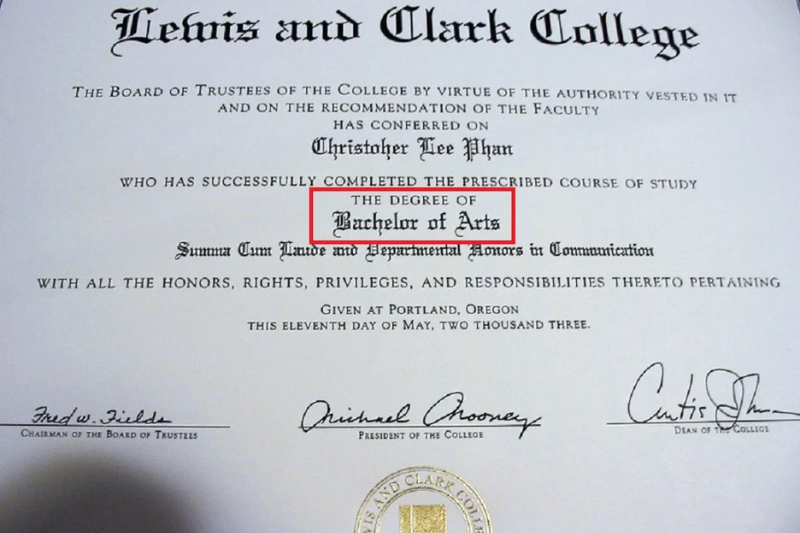 Lewis and Clark College
THE BOARD OF TRUSTEES OF THE COLLEGE BY VIRTUE OF THE AUTHORITY VESTED IN IT
AND ON THE RECOMMENDATION OF THE FACULTY
HAS CONFERRED ON
Christoher Lee Phan
WHO HAS SUCCESSFULLY COMPLETED THE PRESCRIBED COURSE OF STUDY
THE DEGREE OF
Bachelor of Arts
Summa Cum Laude and Departmental Honors in Communication
WITH ALL THE HONORS, RIGHTS, PRIVILEGES, AND RESPONSIBILITIES THERETO PERTAINING
GIVEN AT PORTLAND, OREGON
THIS ELEVENTH DAY OF MAY, TWO THOUSAND THREE.
Fred W. Fields
Michael Mooney
Curtis
CHAIRMAN OF THE BOARD OF TRUSTEES
PRESIDENT OF THE COLLEGE
DEAN OF THE COLLEGE
WIS AND CLARK COLLEG